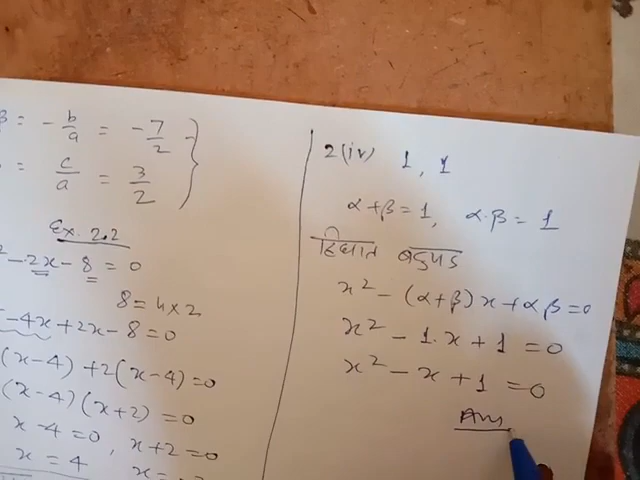 β = - b/a = - 7/2
= c/a = 3/2
Ex. 2.2
- 2x - 8 = 0
8 = 4 x 2
- 4x + 2x - 8 = 0
(x - 4) + 2(x - 4) = 0
(x - 4) (x + 2) = 0
x - 4 = 0, x + 2 = 0
x = 4 x =
2(iv) 1, 1
α + β = 1, α . β = 1
द्विघात बहुपद
x² - (α + β)x + α β = 0
x² - 1 . x + 1 = 0
x² - x + 1 = 0
Ans